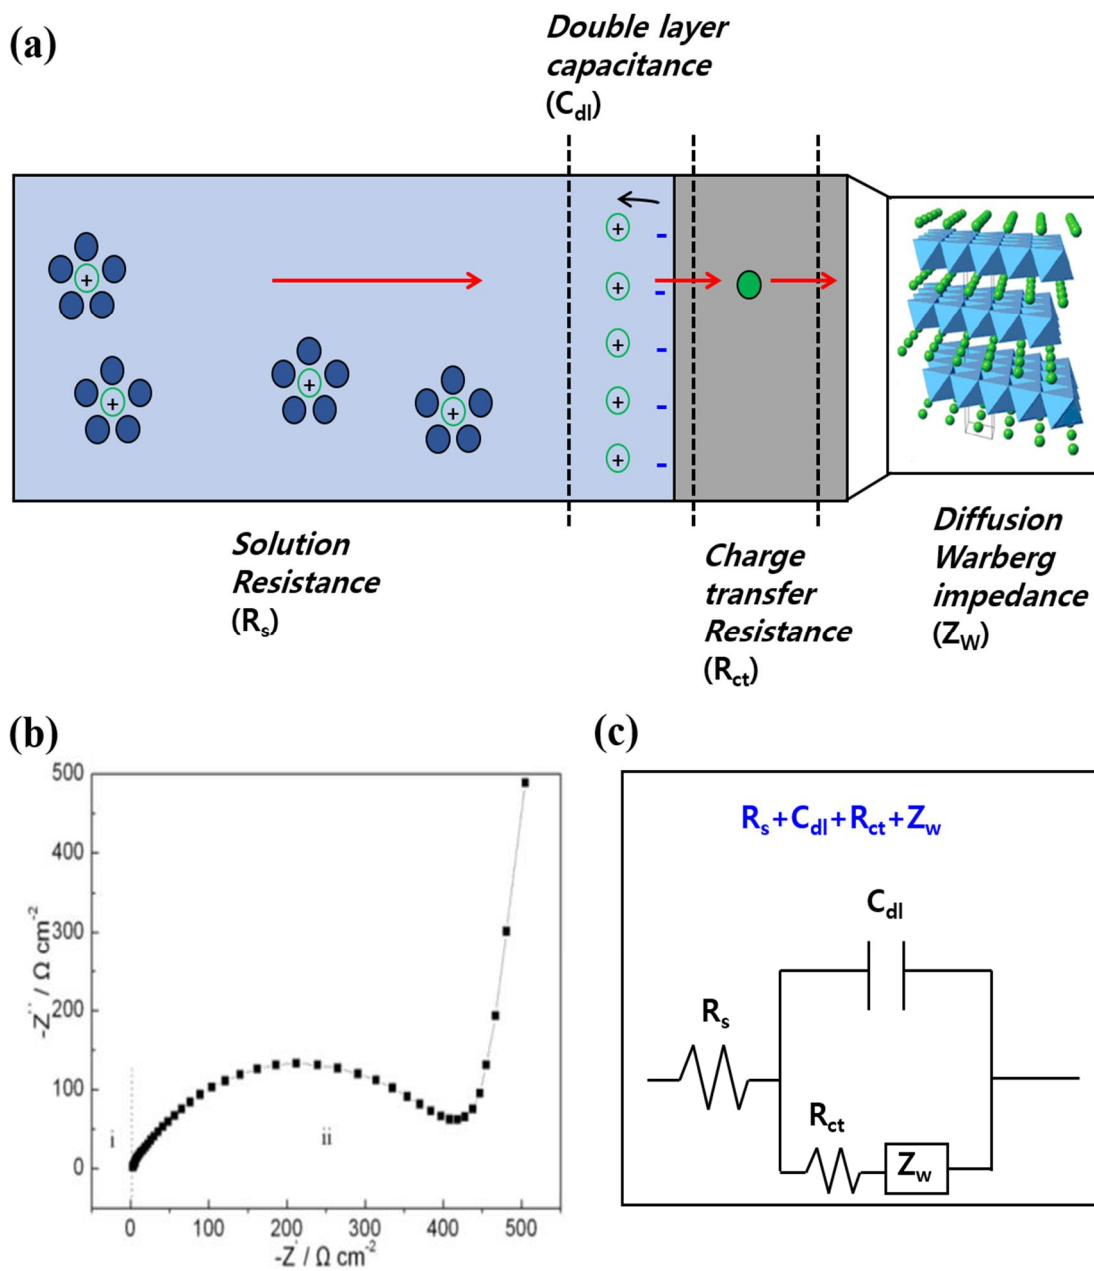 (a)
Double layer
capacitance
(Cdl)
+
+
+
+
+
+
+
+
+
-
-
-
-
-
Solution
Resistance
(Rs)
Charge
transfer
Resistance
(Rct)
Diffusion
Warberg
impedance
(ZW)
(b)
500
400
300
200
100
0
-Z'' / Ω cm-2
i
ii
0 100 200 300 400 500
-Z' / Ω cm-2
(c)
Rs+Cdl+Rct+Zw
Cdl
Rs
Rct
Zw